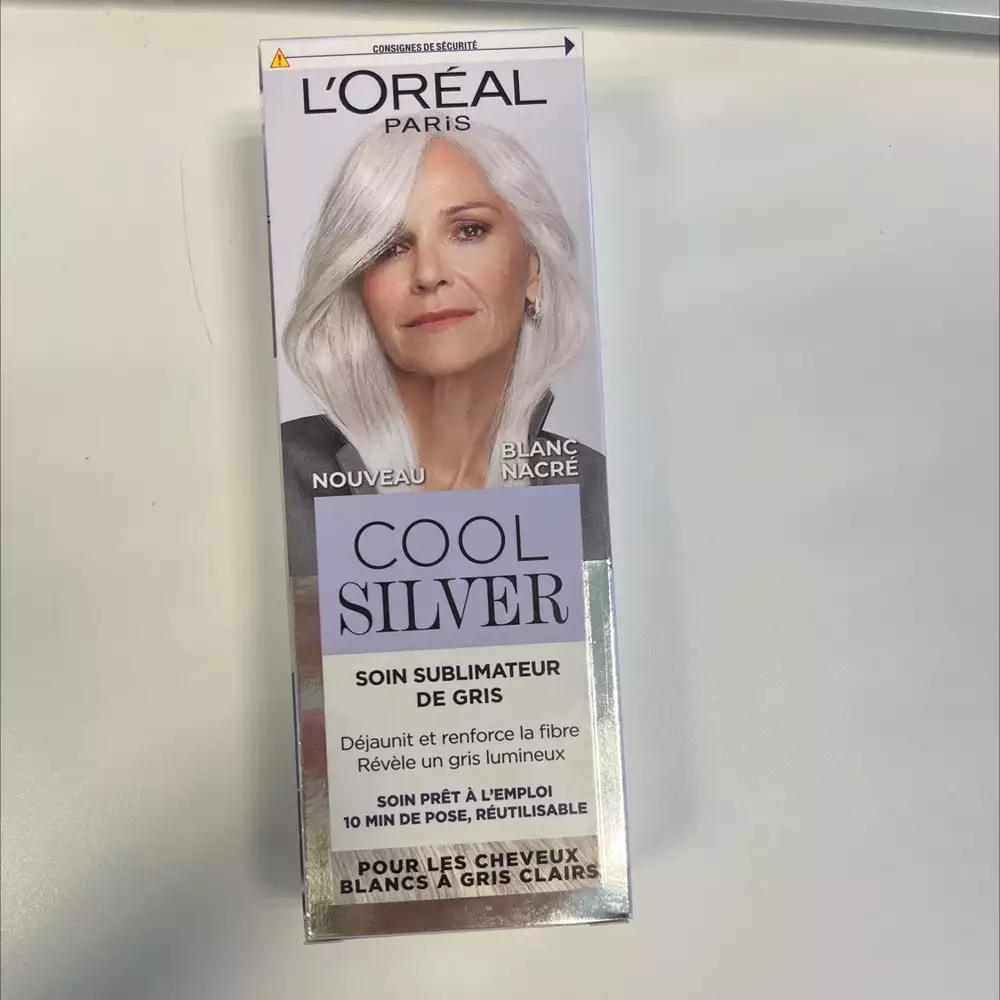 CONSIGNES DE SÉCURITÉ
L'ORÉAL
PARiS
NOUVEAU
BLANC
NACRÉ
COOL
SILVER
SOIN SUBLIMATEUR
DE GRIS
Déjaunit et renforce la fibre
Révèle un gris lumineux
SOIN PRÊT À L'EMPLOI
10 MIN DE POSE, RÉUTILISABLE
POUR LES CHEVEUX
BLANCS À GRIS CLAIRS